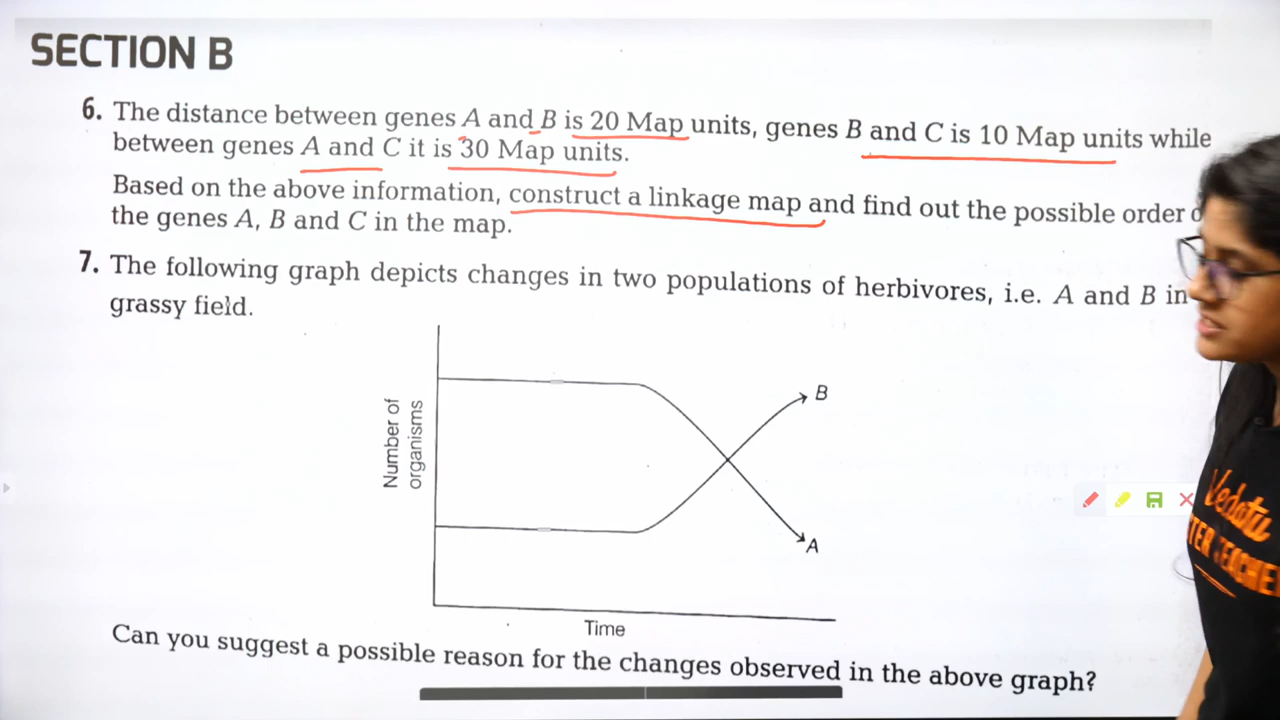 SECTION B
6. The distance between genes A and B is 20 Map units, genes B and C is 10 Map units while
between genes A and C it is 30 Map units.
Based on the above information, construct a linkage map and find out the possible order
the genes A, B and C in the map.
7. The following graph depicts changes in two populations of herbivores, i.e. A and B in
grassy field.
Number of
organisms
B
A
Time
Can you suggest a possible reason for the changes observed in the above graph?
Vedantu
TEACHER